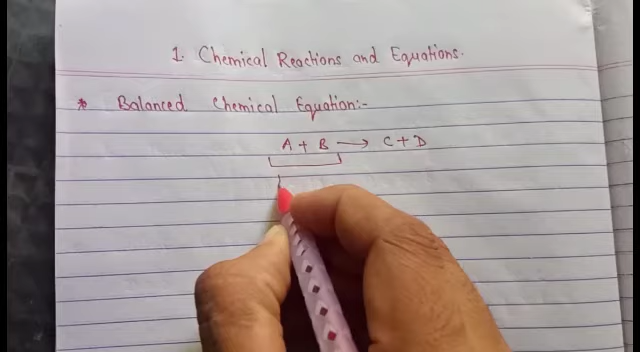 1. Chemical Reactions and Equations.
* Balanced Chemical Equation:-
A + B → C + D